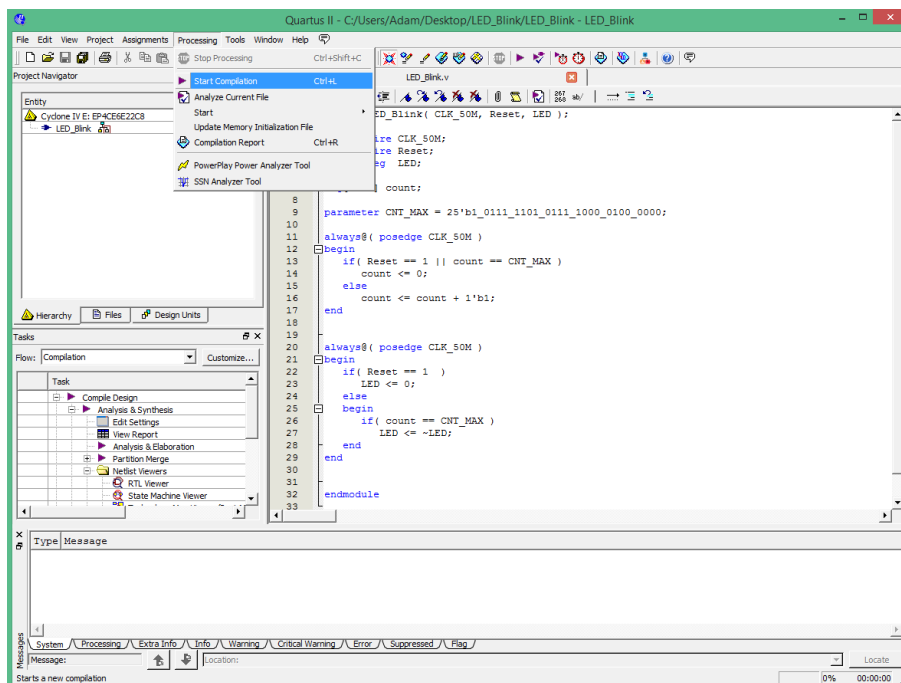 Quartus II - C:/Users/Adam/Desktop/LED_Blink/LED_Blink - LED_Blink
File Edit View Project Assignments Processing Tools Window Help
Stop Processing Ctrl+Shift+C
Start Compilation Ctrl+L
Analyze Current File
Start
Update Memory Initialization File
Compilation Report Ctrl+R
PowerPlay Power Analyzer Tool
SSN Analyzer Tool
Project Navigator
Entity
Cyclone IV E: EP4CE6E22C8
LED_Blink
Hierarchy Files Design Units
Tasks
Flow: Compilation Customize...
Task
Compile Design
Analysis & Synthesis
Edit Settings
View Report
Analysis & Elaboration
Partition Merge
Netlist Viewers
RTL Viewer
State Machine Viewer
LED_Blink.v
267
268 ab/
ED_Blink( CLK_50M, Reset, LED );
ire CLK_50M;
ire Reset;
eg LED;
count;
8
9 parameter CNT_MAX = 25'b1_0111_1101_0111_1000_0100_0000;
10
11 always@( posedge CLK_50M )
12 begin
13 if( Reset == 1 || count == CNT_MAX )
14 count <= 0;
15 else
16 count <= count + 1'b1;
17 end
18
19
20 always@( posedge CLK_50M )
21 begin
22 if( Reset == 1 )
23 LED <= 0;
24 else
25 begin
26 if( count == CNT_MAX )
27 LED <= ~LED;
28 end
29 end
30
31
32 endmodule
33
Type Message
System Processing Extra Info Info Warning Critical Warning Error Suppressed Flag
Messages
Message: Location: Locate
Starts a new compilation 0% 00:00:00